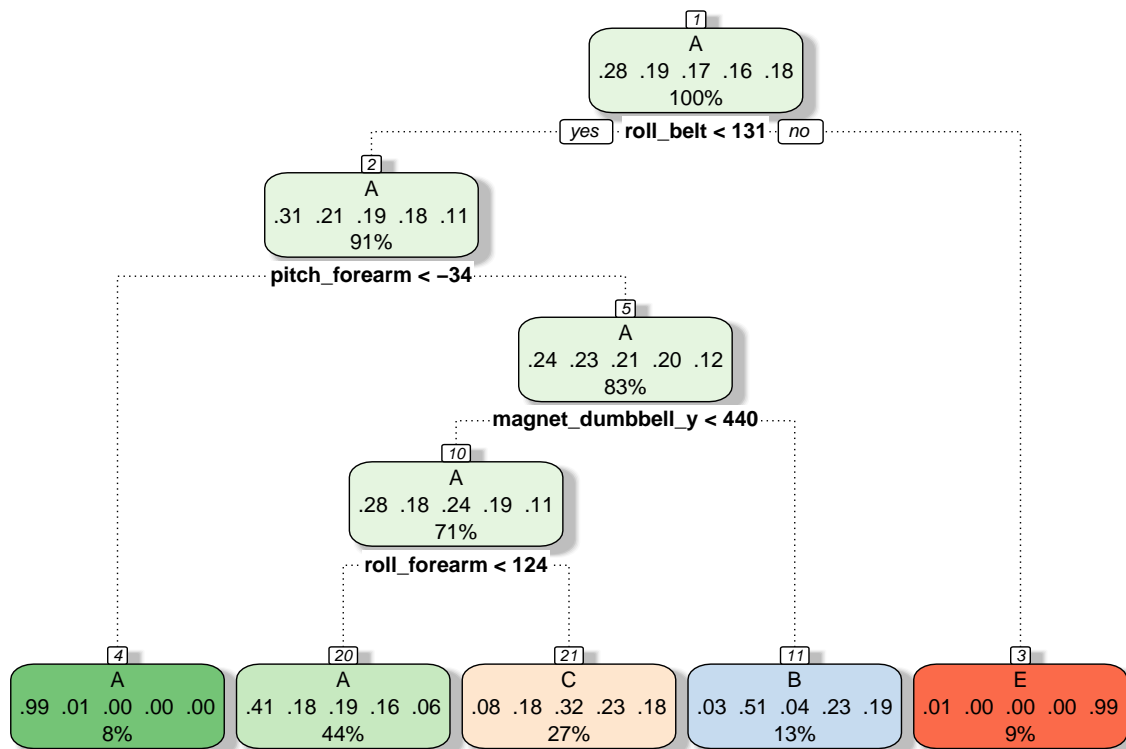 1
A
.28 .19 .17 .16 .18
100%
yes roll_belt < 131 no
2
A
.31 .21 .19 .18 .11
91%
pitch_forearm < −34
5
A
.24 .23 .21 .20 .12
83%
magnet_dumbbell_y < 440
10
A
.28 .18 .24 .19 .11
71%
roll_forearm < 124
4
A
.99 .01 .00 .00 .00
8%
20
A
.41 .18 .19 .16 .06
44%
21
C
.08 .18 .32 .23 .18
27%
11
B
.03 .51 .04 .23 .19
13%
3
E
.01 .00 .00 .00 .99
9%